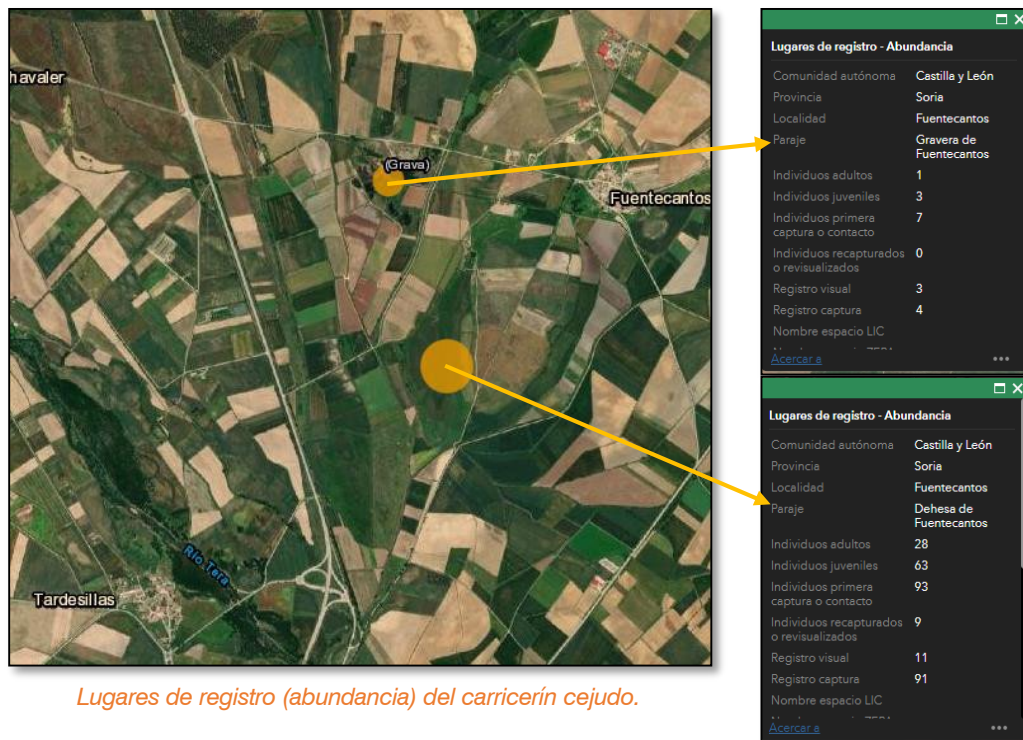 havaler
(Grava)
Fuentecantos
Río Tera
Tardesillas
Lugares de registro (abundancia) del carricerín cejudo.
Lugares de registro - Abundancia
Comunidad autónoma Castilla y León
Provincia Soria
Localidad Fuentecantos
Paraje Gravera de
Fuentecantos
Individuos adultos 1
Individuos juveniles 3
Individuos primera 7
captura o contacto
Individuos recapturados 0
o revisualizados
Registro visual 3
Registro captura 4
Nombre espacio LIC
Acercar a
Lugares de registro - Abundancia
Comunidad autónoma Castilla y León
Provincia Soria
Localidad Fuentecantos
Paraje Dehesa de
Fuentecantos
Individuos adultos 28
Individuos juveniles 63
Individuos primera 93
captura o contacto
Individuos recapturados 9
o revisualizados
Registro visual 11
Registro captura 91
Nombre espacio LIC
Acercar a